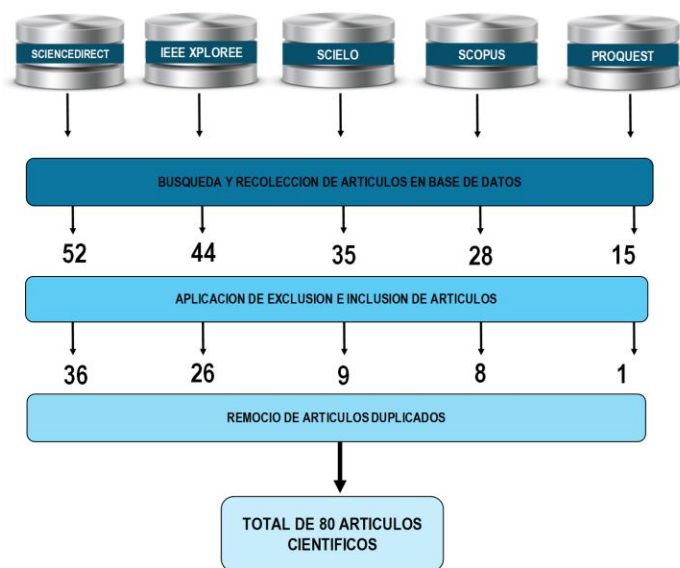 SCIENCEDIRECT
IEEE XPLOREE
SCIELO
SCOPUS
PROQUEST
BUSQUEDA Y RECOLECCION DE ARTICULOS EN BASE DE DATOS
52
44
35
28
15
APLICACION DE EXCLUSION E INCLUSION DE ARTICULOS
36
26
9
8
1
REMOCIO DE ARTICULOS DUPLICADOS
TOTAL DE 80 ARTICULOS
CIENTIFICOS